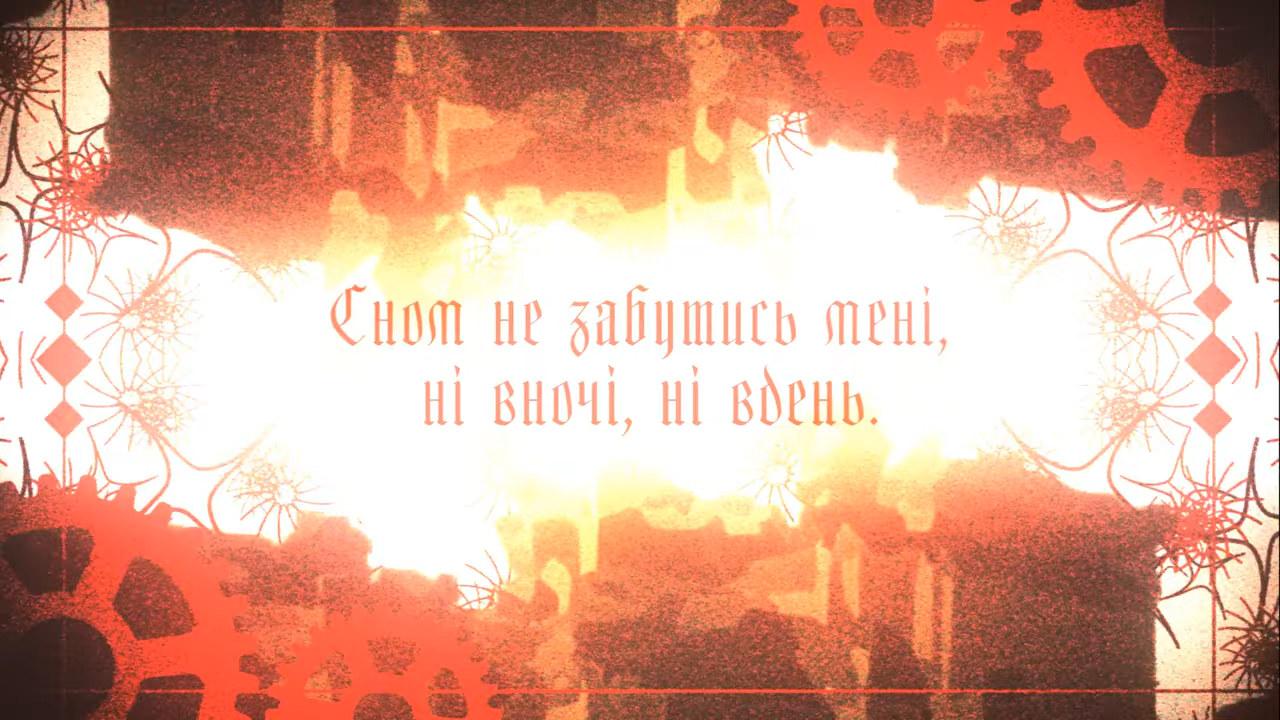 Сном не забутись мені,
ні вночі, ні вдень.